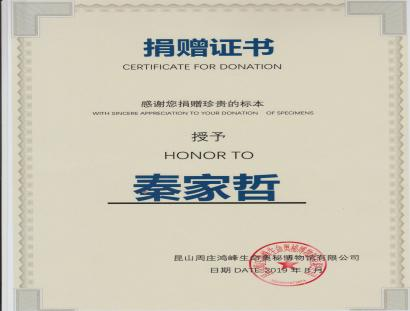 捐赠证书
CERTIFICATE FOR DONATION
感谢您捐赠珍贵的标本
WITH SINCERE APPRECIATION TO YOUR DONATION OF SPECIMENS
授予
HONOR TO
秦家哲
昆山周庄鸿峰生命奥秘博物馆有限公司
日期 DATE 2019 年 8月